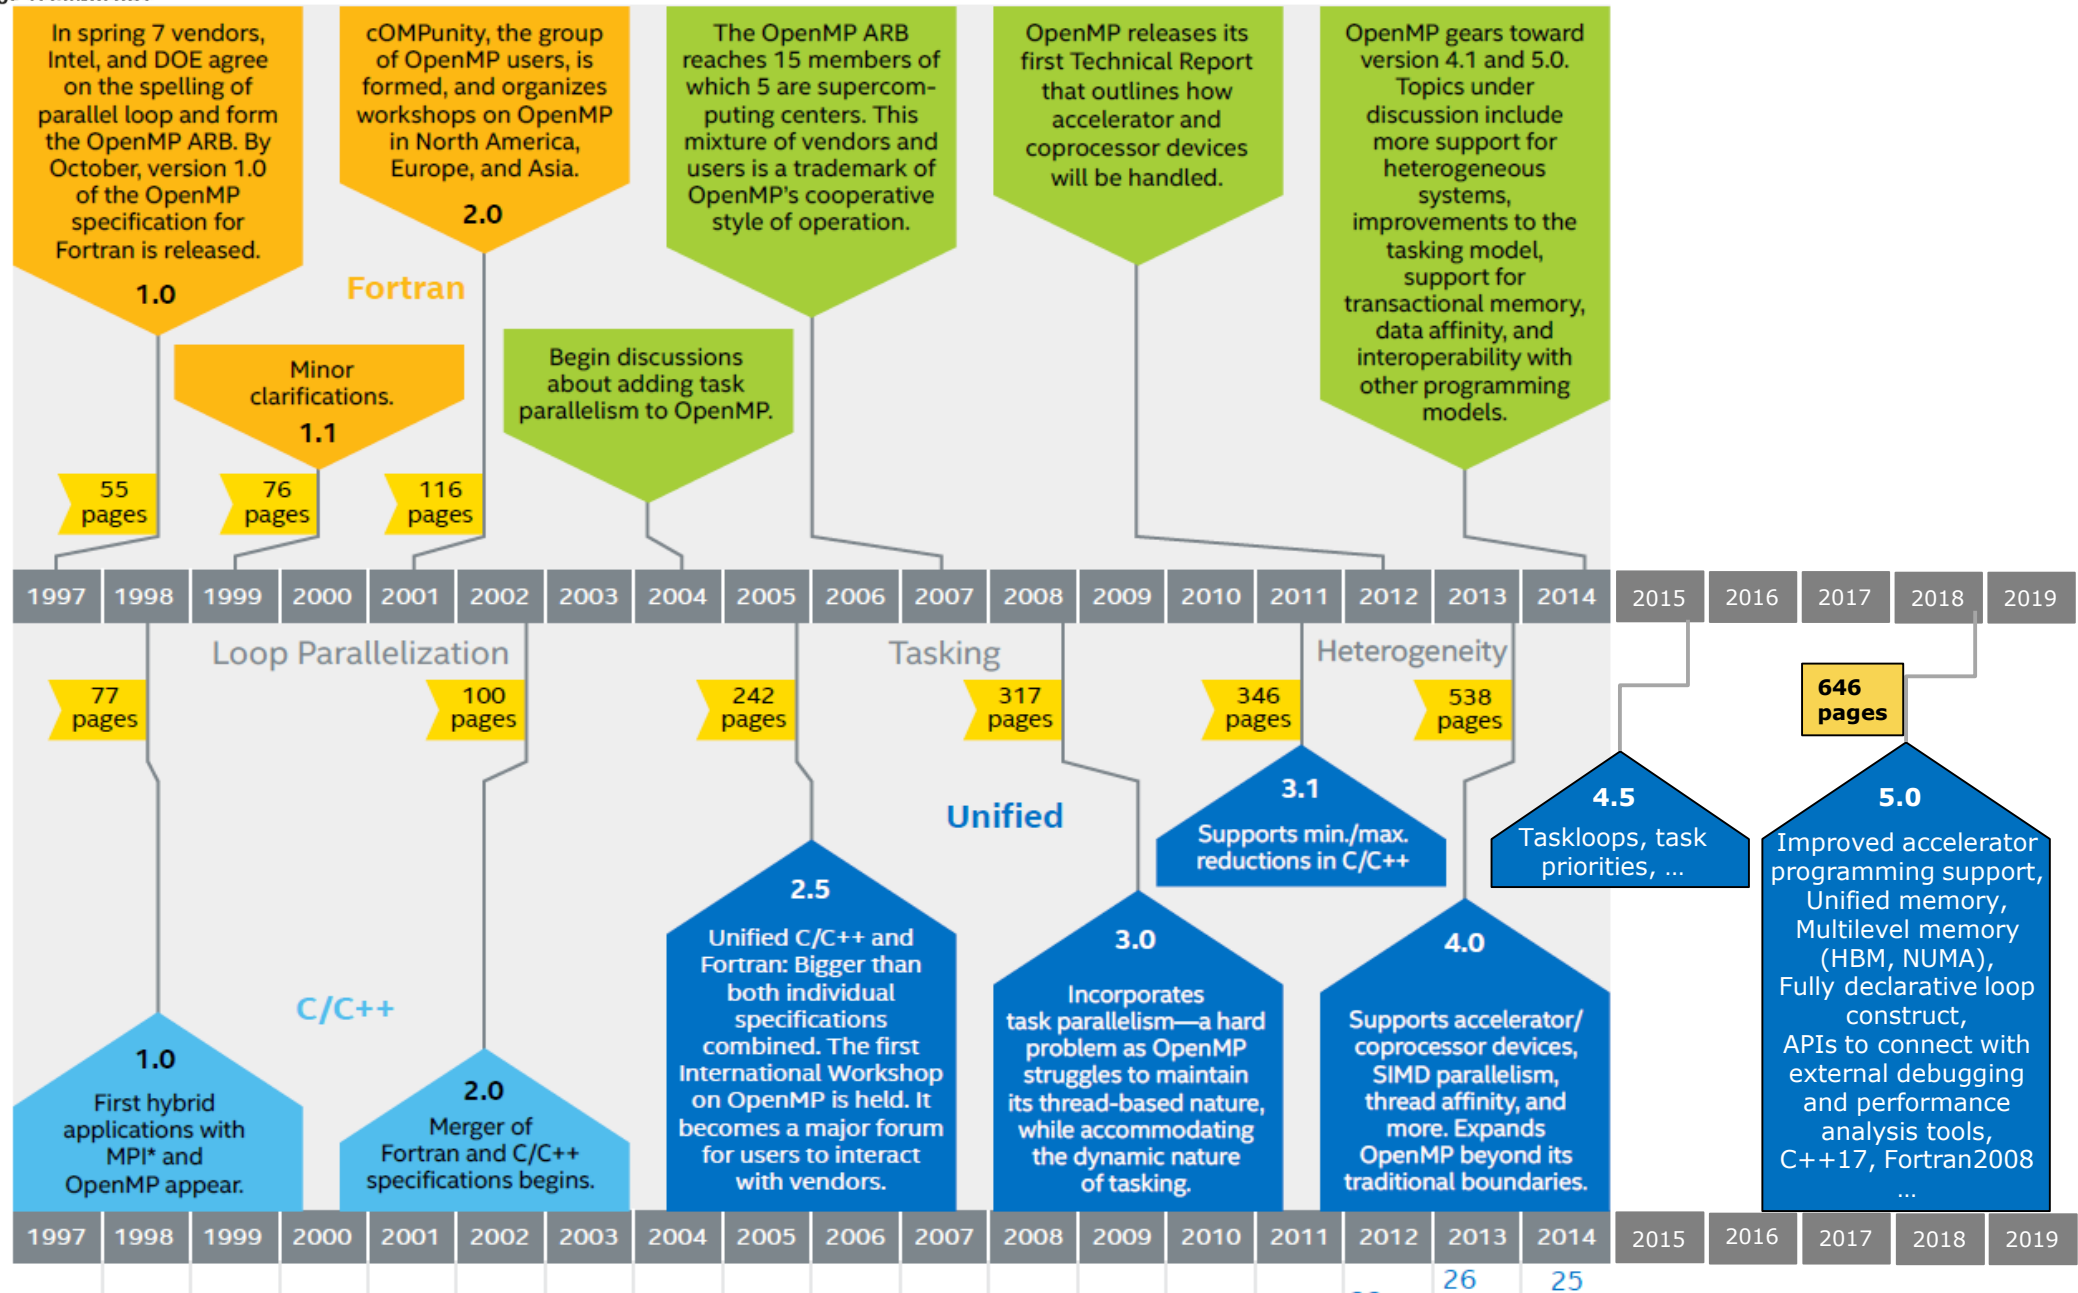 In spring 7 vendors,
Intel, and DOE agree
on the spelling of
parallel loop and form
the OpenMP ARB. By
October, version 1.0
of the OpenMP
specification for
Fortran is released.
1.0
cOMPunity, the group
of OpenMP users, is
formed, and organizes
workshops on OpenMP
in North America,
Europe, and Asia.
2.0
The OpenMP ARB
reaches 15 members of
which 5 are supercom-
puting centers. This
mixture of vendors and
users is a trademark of
OpenMP's cooperative
style of operation.
OpenMP releases its
first Technical Report
that outlines how
accelerator and
coprocessor devices
will be handled.
OpenMP gears toward
version 4.1 and 5.0.
Topics under
discussion include
more support for
heterogeneous
systems,
improvements to the
tasking model,
support for
transactional memory,
data affinity, and
interoperability with
other programming
models.
Fortran
Minor
clarifications.
1.1
Begin discussions
about adding task
parallelism to OpenMP.
55
pages
76
pages
116
pages
1997 1998 1999 2000 2001 2002 2003 2004 2005 2006 2007 2008 2009 2010 2011 2012 2013 2014 2015 2016 2017 2018 2019
Loop Parallelization
Tasking
Heterogeneity
77
pages
100
pages
242
pages
317
pages
346
pages
538
pages
646
pages
C/C++
Unified
1.0
First hybrid
applications with
MPI* and
OpenMP appear.
2.0
Merger of
Fortran and C/C++
specifications begins.
2.5
Unified C/C++ and
Fortran: Bigger than
both individual
specifications
combined. The first
International Workshop
on OpenMP is held. It
becomes a major forum
for users to interact
with vendors.
3.0
Incorporates
task parallelism—a hard
problem as OpenMP
struggles to maintain
its thread-based nature,
while accommodating
the dynamic nature
of tasking.
3.1
Supports min./max.
reductions in C/C++
4.0
Supports accelerator/
coprocessor devices,
SIMD parallelism,
thread affinity, and
more. Expands
OpenMP beyond its
traditional boundaries.
4.5
Taskloops, task
priorities, ...
5.0
Improved accelerator
programming support,
Unified memory,
Multilevel memory
(HBM, NUMA),
Fully declarative loop
construct,
APIs to connect with
external debugging
and performance
analysis tools,
C++17, Fortran2008
...
1997 1998 1999 2000 2001 2002 2003 2004 2005 2006 2007 2008 2009 2010 2011 2012 2013 2014 2015 2016 2017 2018 2019
26 25